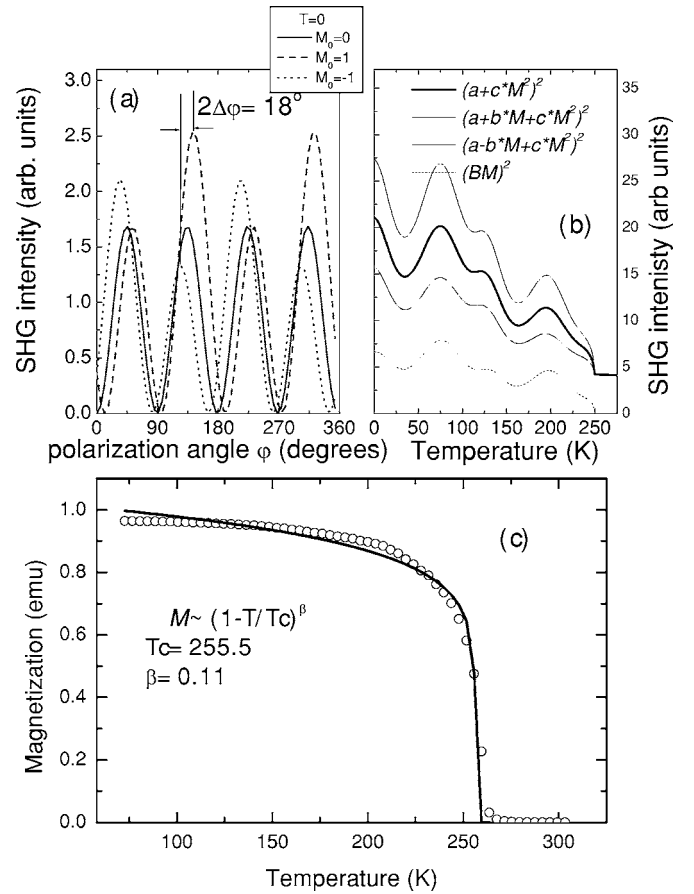 T=0
M₀=0
M₀=1
M₀=-1
(a)
2Δφ= 18°
SHG intensity (arb. units)
3.0
2.5
2.0
1.5
1.0
0.5
0.0
0 90 180 270 360
polarization angle φ (degrees)
(a+c*M²)²
(a+b*M+c*M²)²
(a-b*M+c*M²)²
(BM)²
(b)
35
30
25
20
15
10
5
0
SHG intenisty (arb units)
0 50 100 150 200 250
Temperature (K)
(c)
M~ (1-T/Tc)^β
Tc= 255.5
β= 0.11
Magnetization (emu)
1.0
0.8
0.6
0.4
0.2
0.0
100 150 200 250 300
Temperature (K)